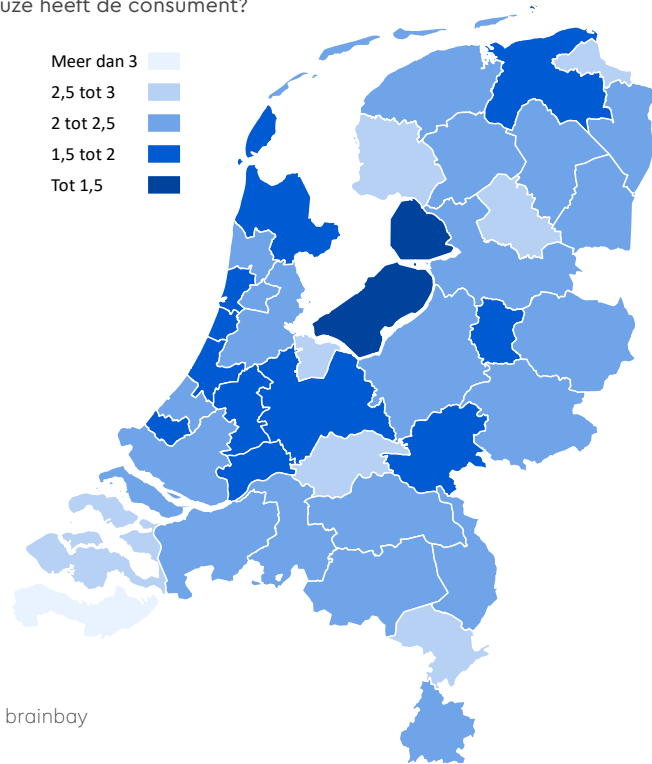 uze heeft de consument?
Meer dan 3
2,5 tot 3
2 tot 2,5
1,5 tot 2
Tot 1,5
brainbay